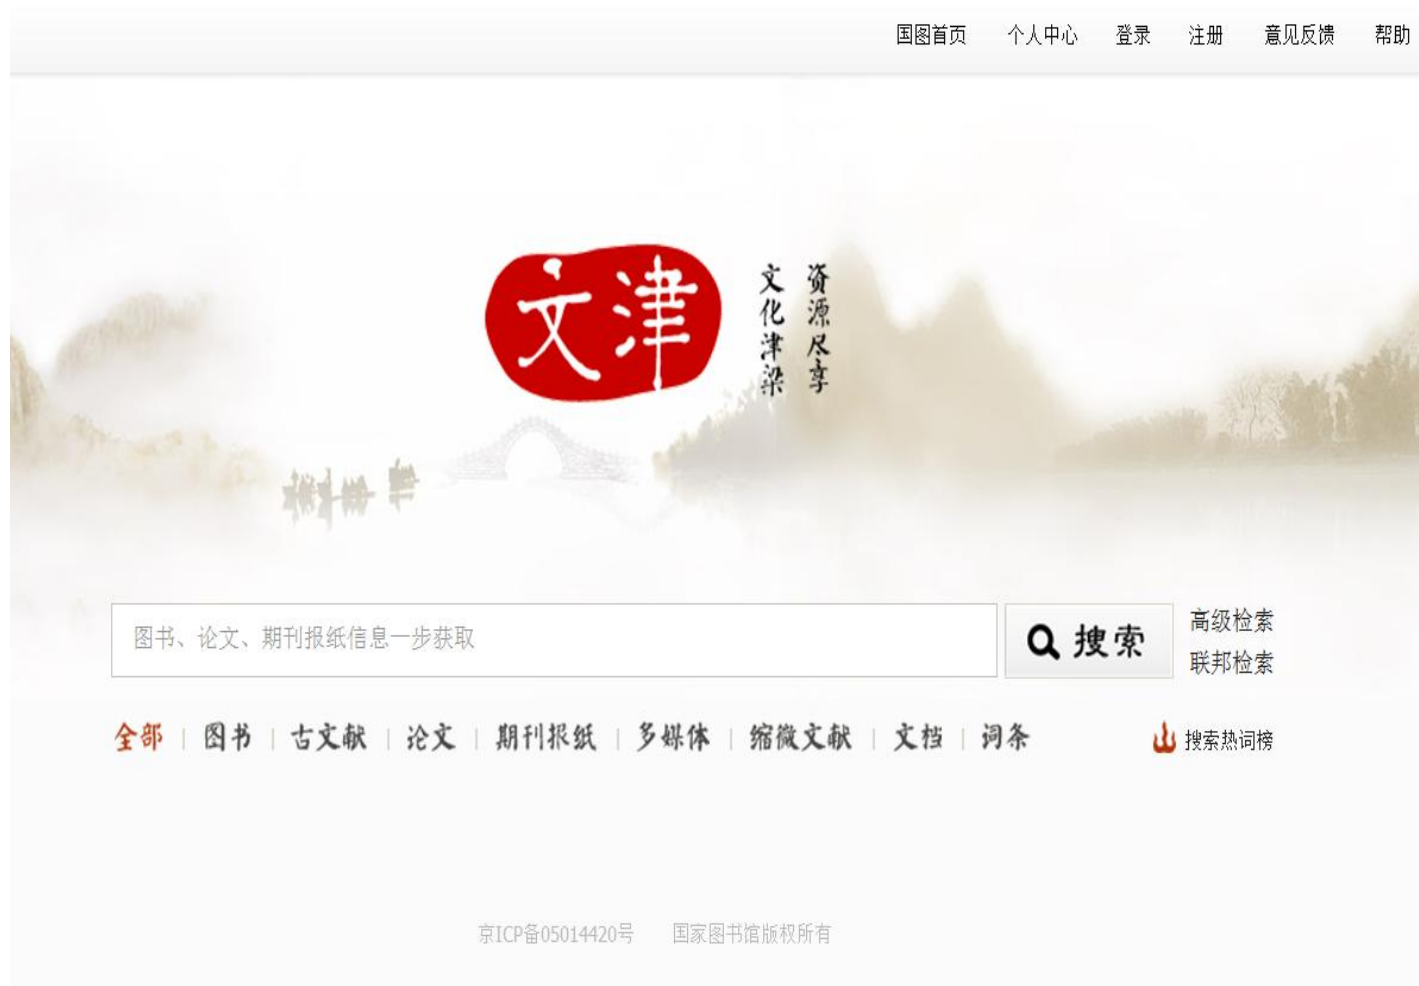 国图首页 个人中心 登录 注册 意见反馈 帮助
文津
资源尽享
文化津梁
图书、论文、期刊报纸信息一步获取
搜索
高级检索
联邦检索
全部 | 图书 | 古文献 | 论文 | 期刊报纸 | 多媒体 | 缩微文献 | 文档 | 词条
搜索热词榜
京ICP备05014420号 国家图书馆版权所有